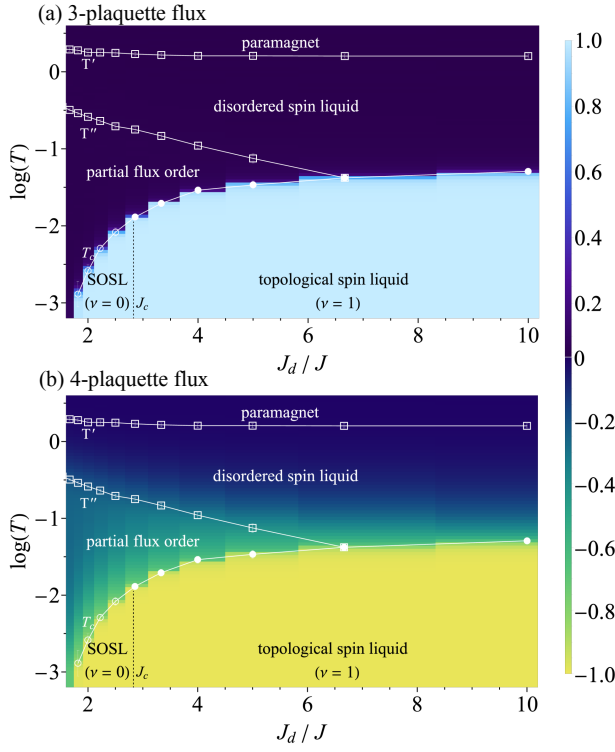 (a) 3-plaquette flux
paramagnet
T′
disordered spin liquid
T″
partial flux order
T_c
SOSL
(ν = 0)
J_c
topological spin liquid
(ν = 1)
log(T)
0
−1
−2
−3
2
4
6
8
10
J_d / J
(b) 4-plaquette flux
paramagnet
T′
disordered spin liquid
T″
partial flux order
T_c
SOSL
(ν = 0)
J_c
topological spin liquid
(ν = 1)
log(T)
0
−1
−2
−3
2
4
6
8
10
J_d / J
1.0
0.8
0.6
0.4
0.2
0
−0.2
−0.4
−0.6
−0.8
−1.0